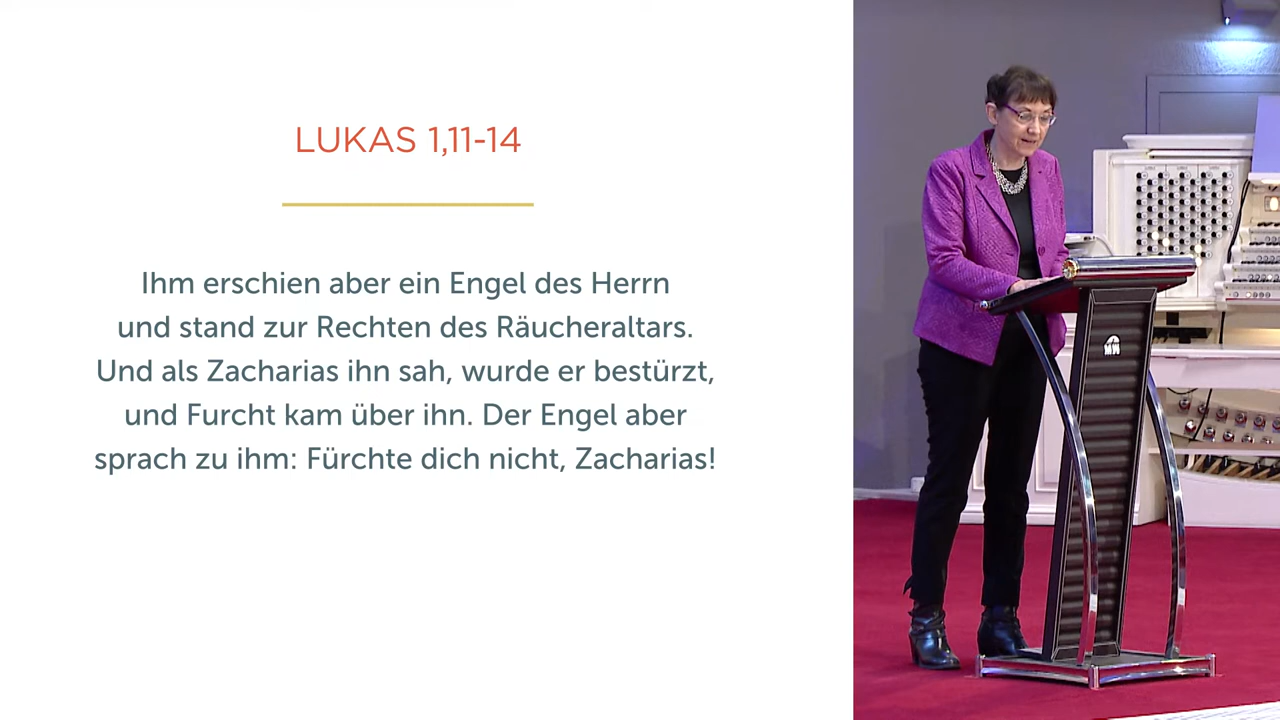 LUKAS 1,11-14
Ihm erschien aber ein Engel des Herrn
und stand zur Rechten des Räucheraltars.
Und als Zacharias ihn sah, wurde er bestürzt,
und Furcht kam über ihn. Der Engel aber
sprach zu ihm: Fürchte dich nicht, Zacharias!